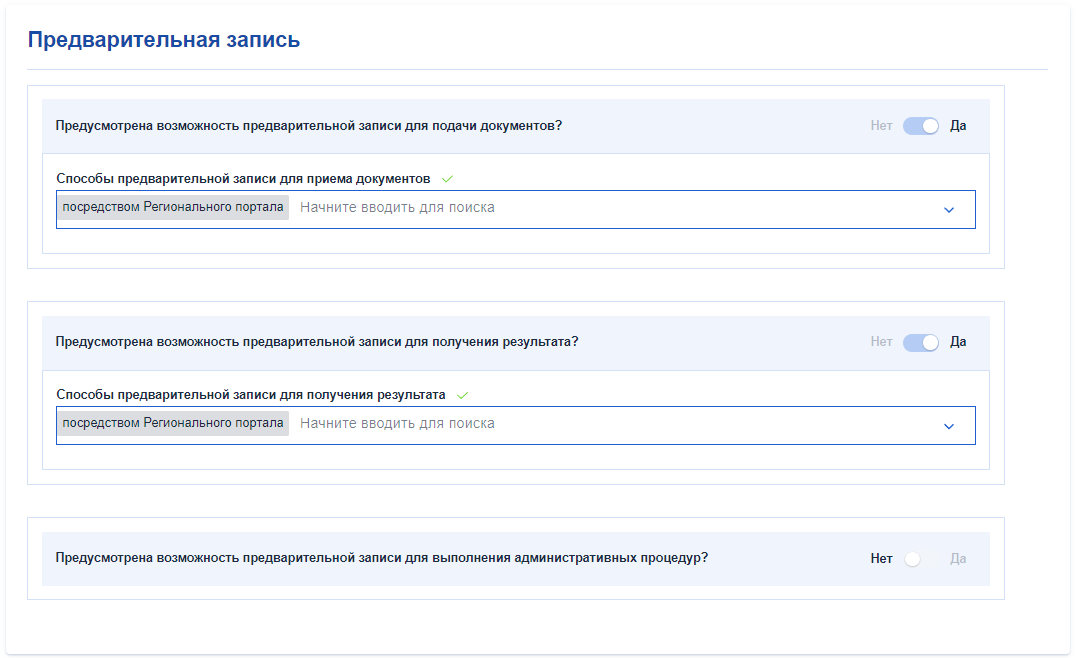 Предварительная запись
Предусмотрена возможность предварительной записи для подачи документов? Нет Да
Способы предварительной записи для приема документов
посредством Регионального портала Начните вводить для поиска
Предусмотрена возможность предварительной записи для получения результата? Нет Да
Способы предварительной записи для получения результата
посредством Регионального портала Начните вводить для поиска
Предусмотрена возможность предварительной записи для выполнения административных процедур? Нет Да